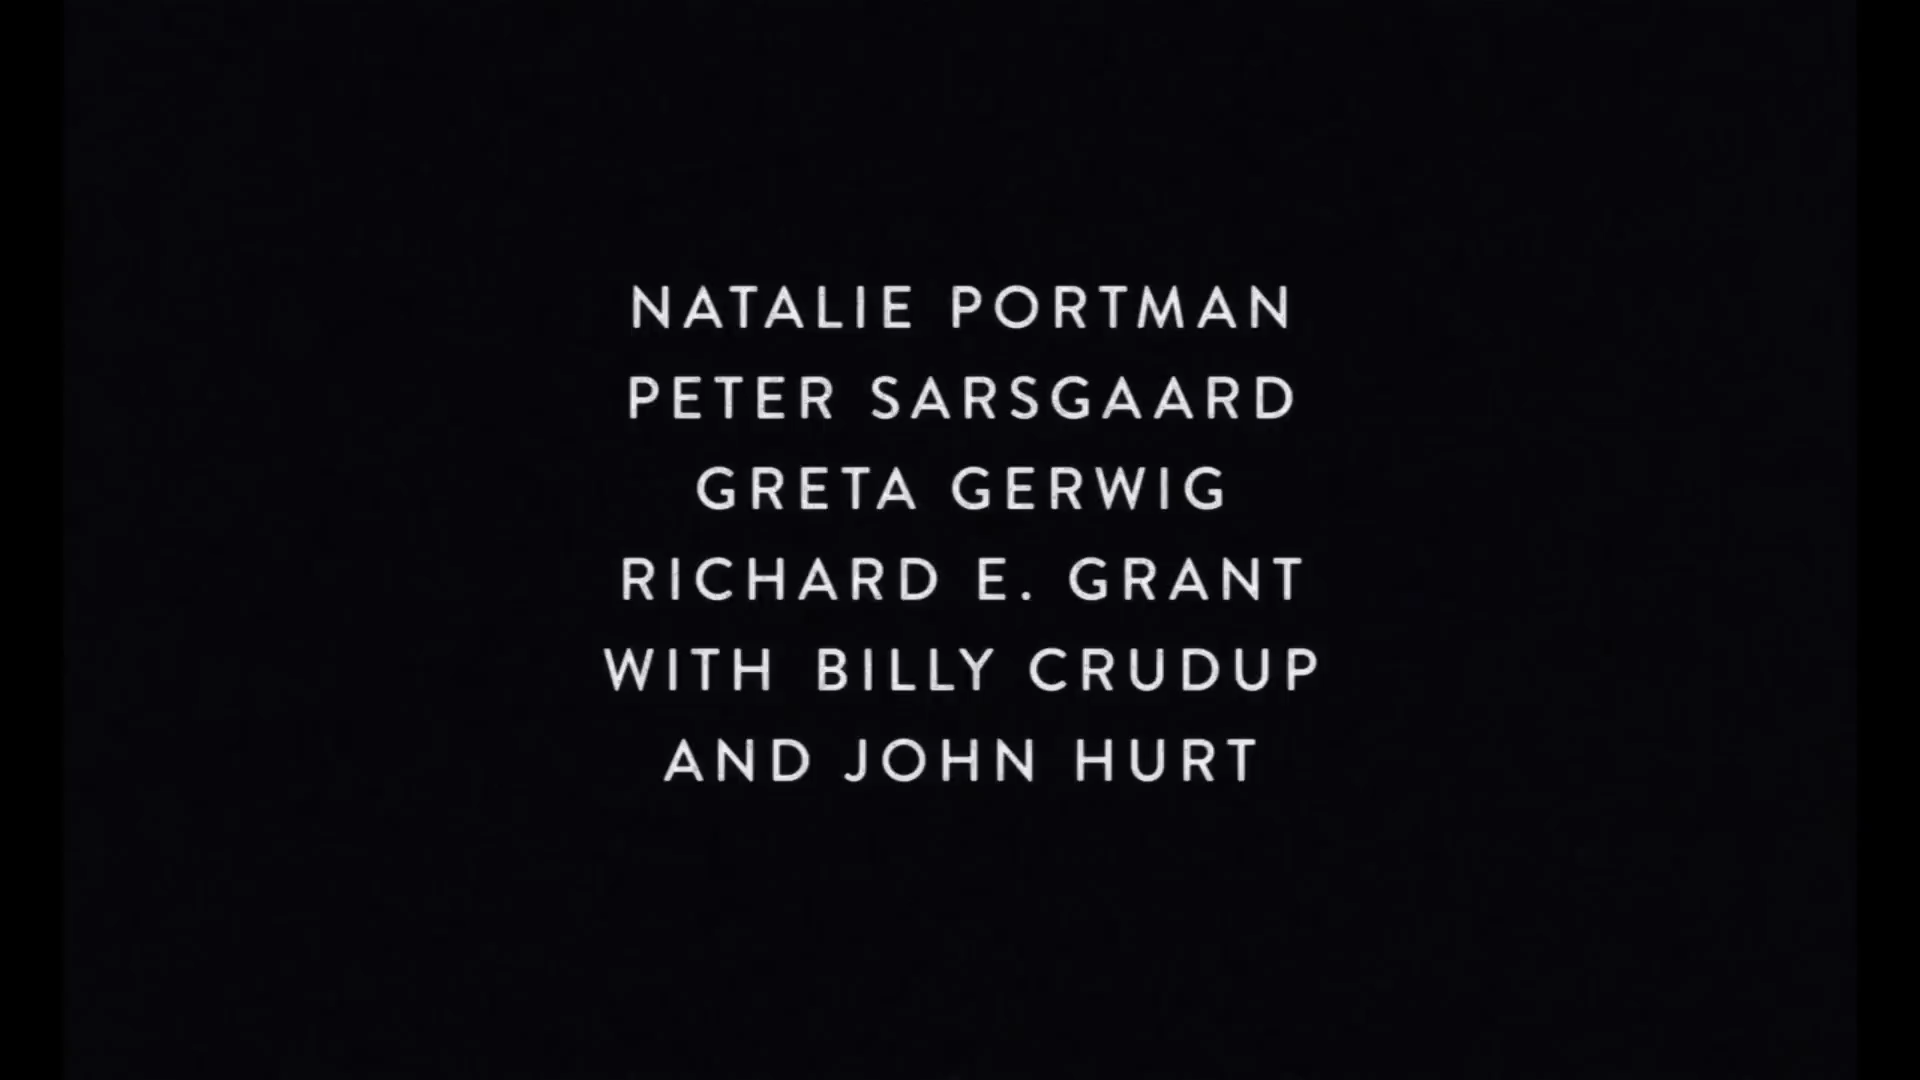 NATALIE PORTMAN
PETER SARSGAARD
GRETA GERWIG
RICHARD E. GRANT
WITH BILLY CRUDUP
AND JOHN HURT